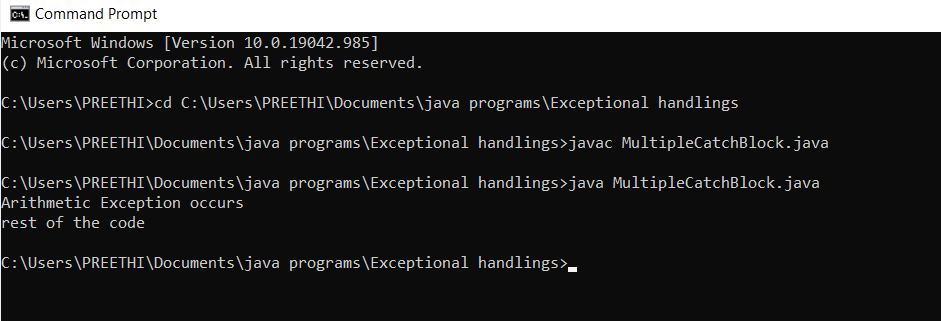 Command Prompt
Microsoft Windows [Version 10.0.19042.985]
(c) Microsoft Corporation. All rights reserved.
C:\Users\PREETHI>cd C:\Users\PREETHI\Documents\java programs\Exceptional handlings
C:\Users\PREETHI\Documents\java programs\Exceptional handlings>javac MultipleCatchBlock.java
C:\Users\PREETHI\Documents\java programs\Exceptional handlings>java MultipleCatchBlock.java
Arithmetic Exception occurs
rest of the code
C:\Users\PREETHI\Documents\java programs\Exceptional handlings>